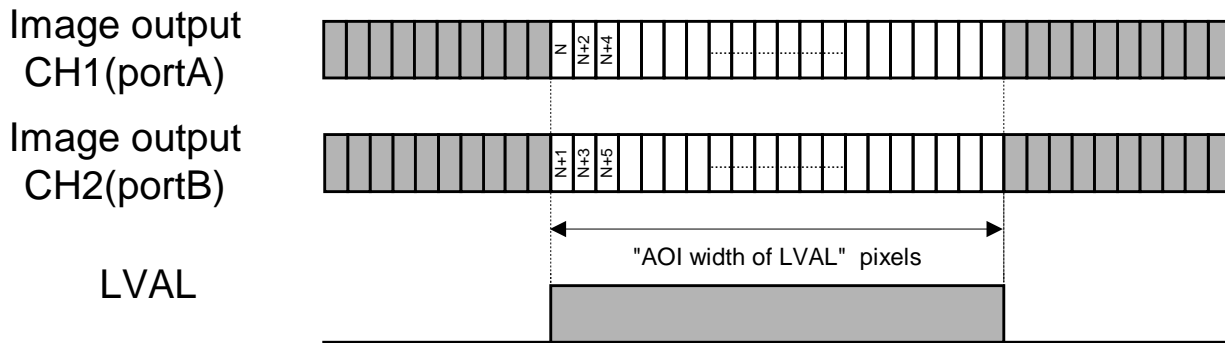 Image output
CH1(portA)
N
N+2
N+4
Image output
CH2(portB)
N+1
N+3
N+5
"AOI width of LVAL" pixels
LVAL